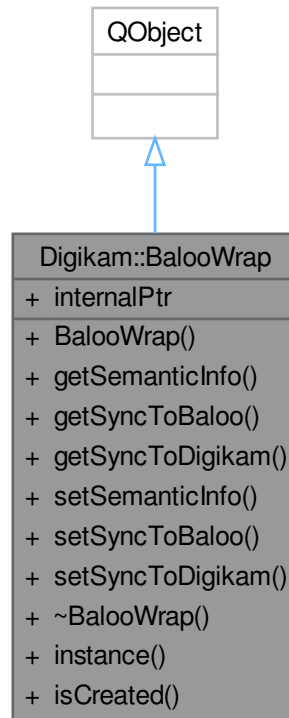 QObject
Digikam::BalooWrap
+ internalPtr
+ BalooWrap()
+ getSemanticInfo()
+ getSyncToBaloo()
+ getSyncToDigikam()
+ setSemanticInfo()
+ setSyncToBaloo()
+ setSyncToDigikam()
+ ~BalooWrap()
+ instance()
+ isCreated()